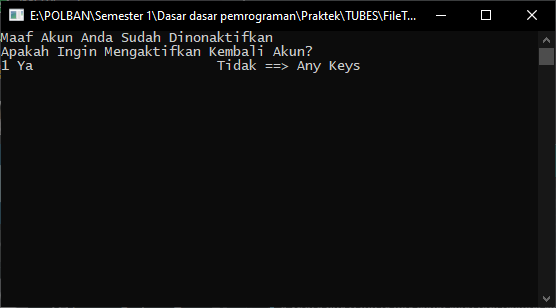 E:\POLBAN\Semester 1\Dasar dasar pemrograman\Praktek\TUBES\FileT...
Maaf Akun Anda Sudah Dinonaktifkan
Apakah Ingin Mengaktifkan Kembali Akun?
1 Ya                       Tidak ==> Any Keys